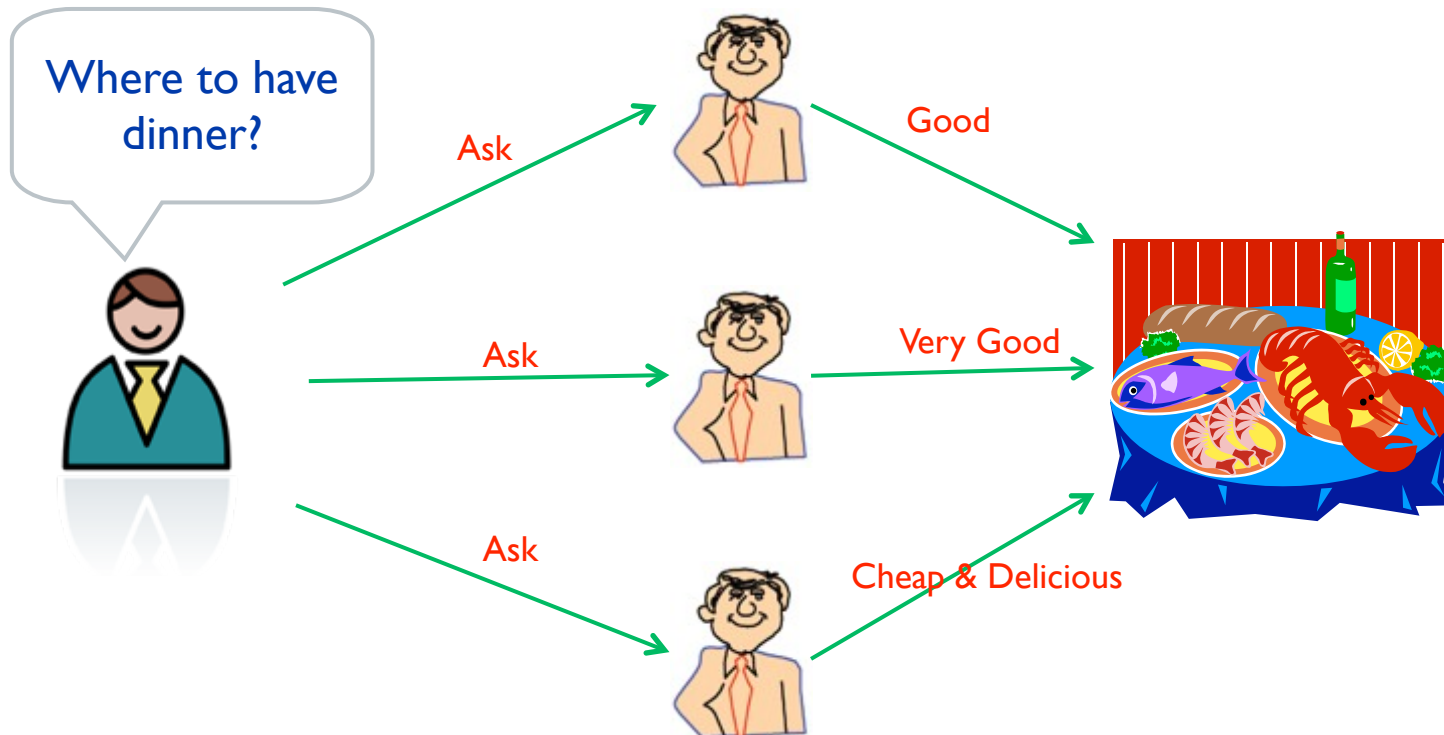 Where to have
dinner?
Ask
Good
Ask
Very Good
Ask
Cheap & Delicious